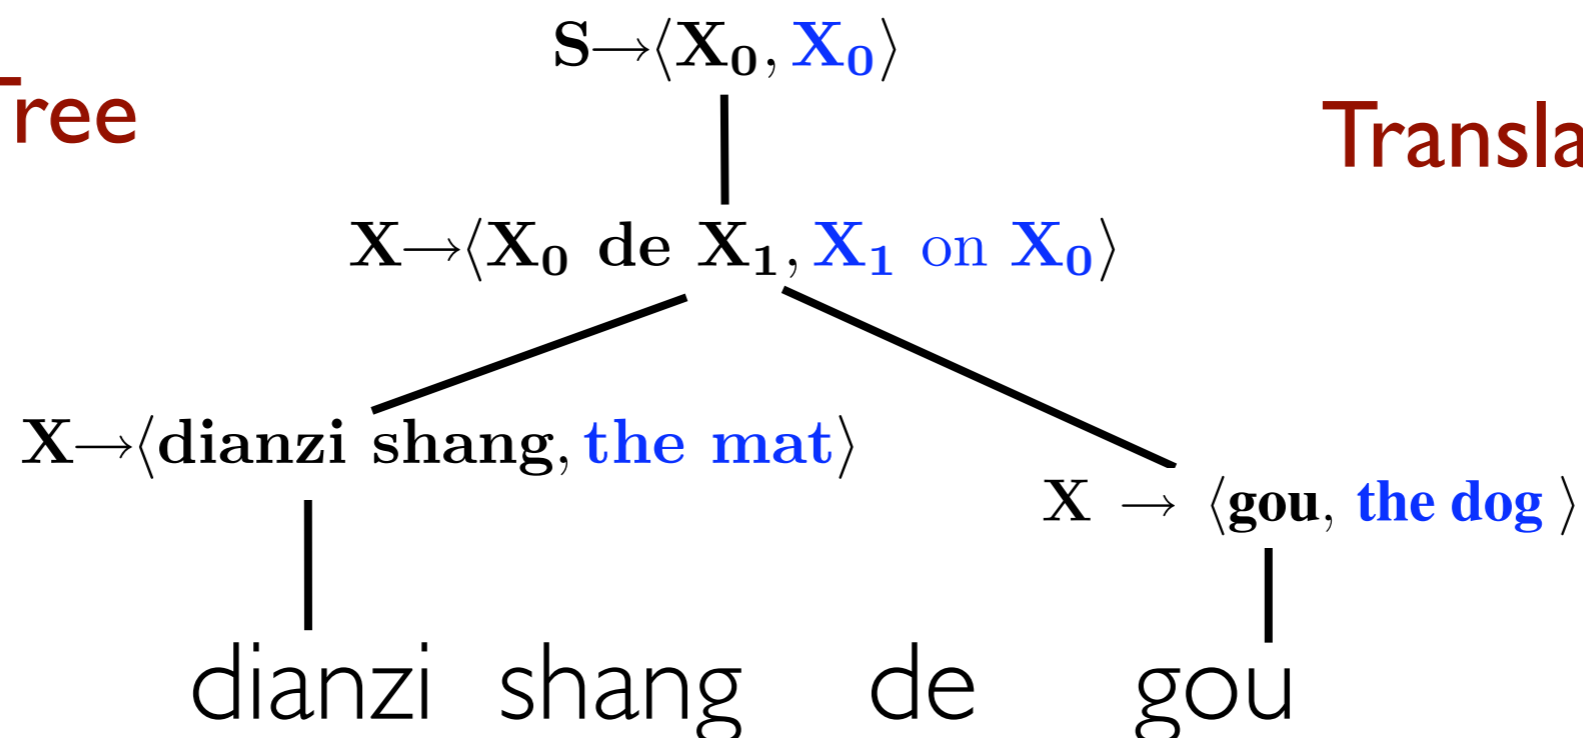 S→⟨X₀, X₀⟩
Tree
Transla
X→⟨X₀ de X₁, X₁ on X₀⟩
X→⟨dianzi shang, the mat⟩
X → ⟨gou, the dog ⟩
dianzi shang de gou